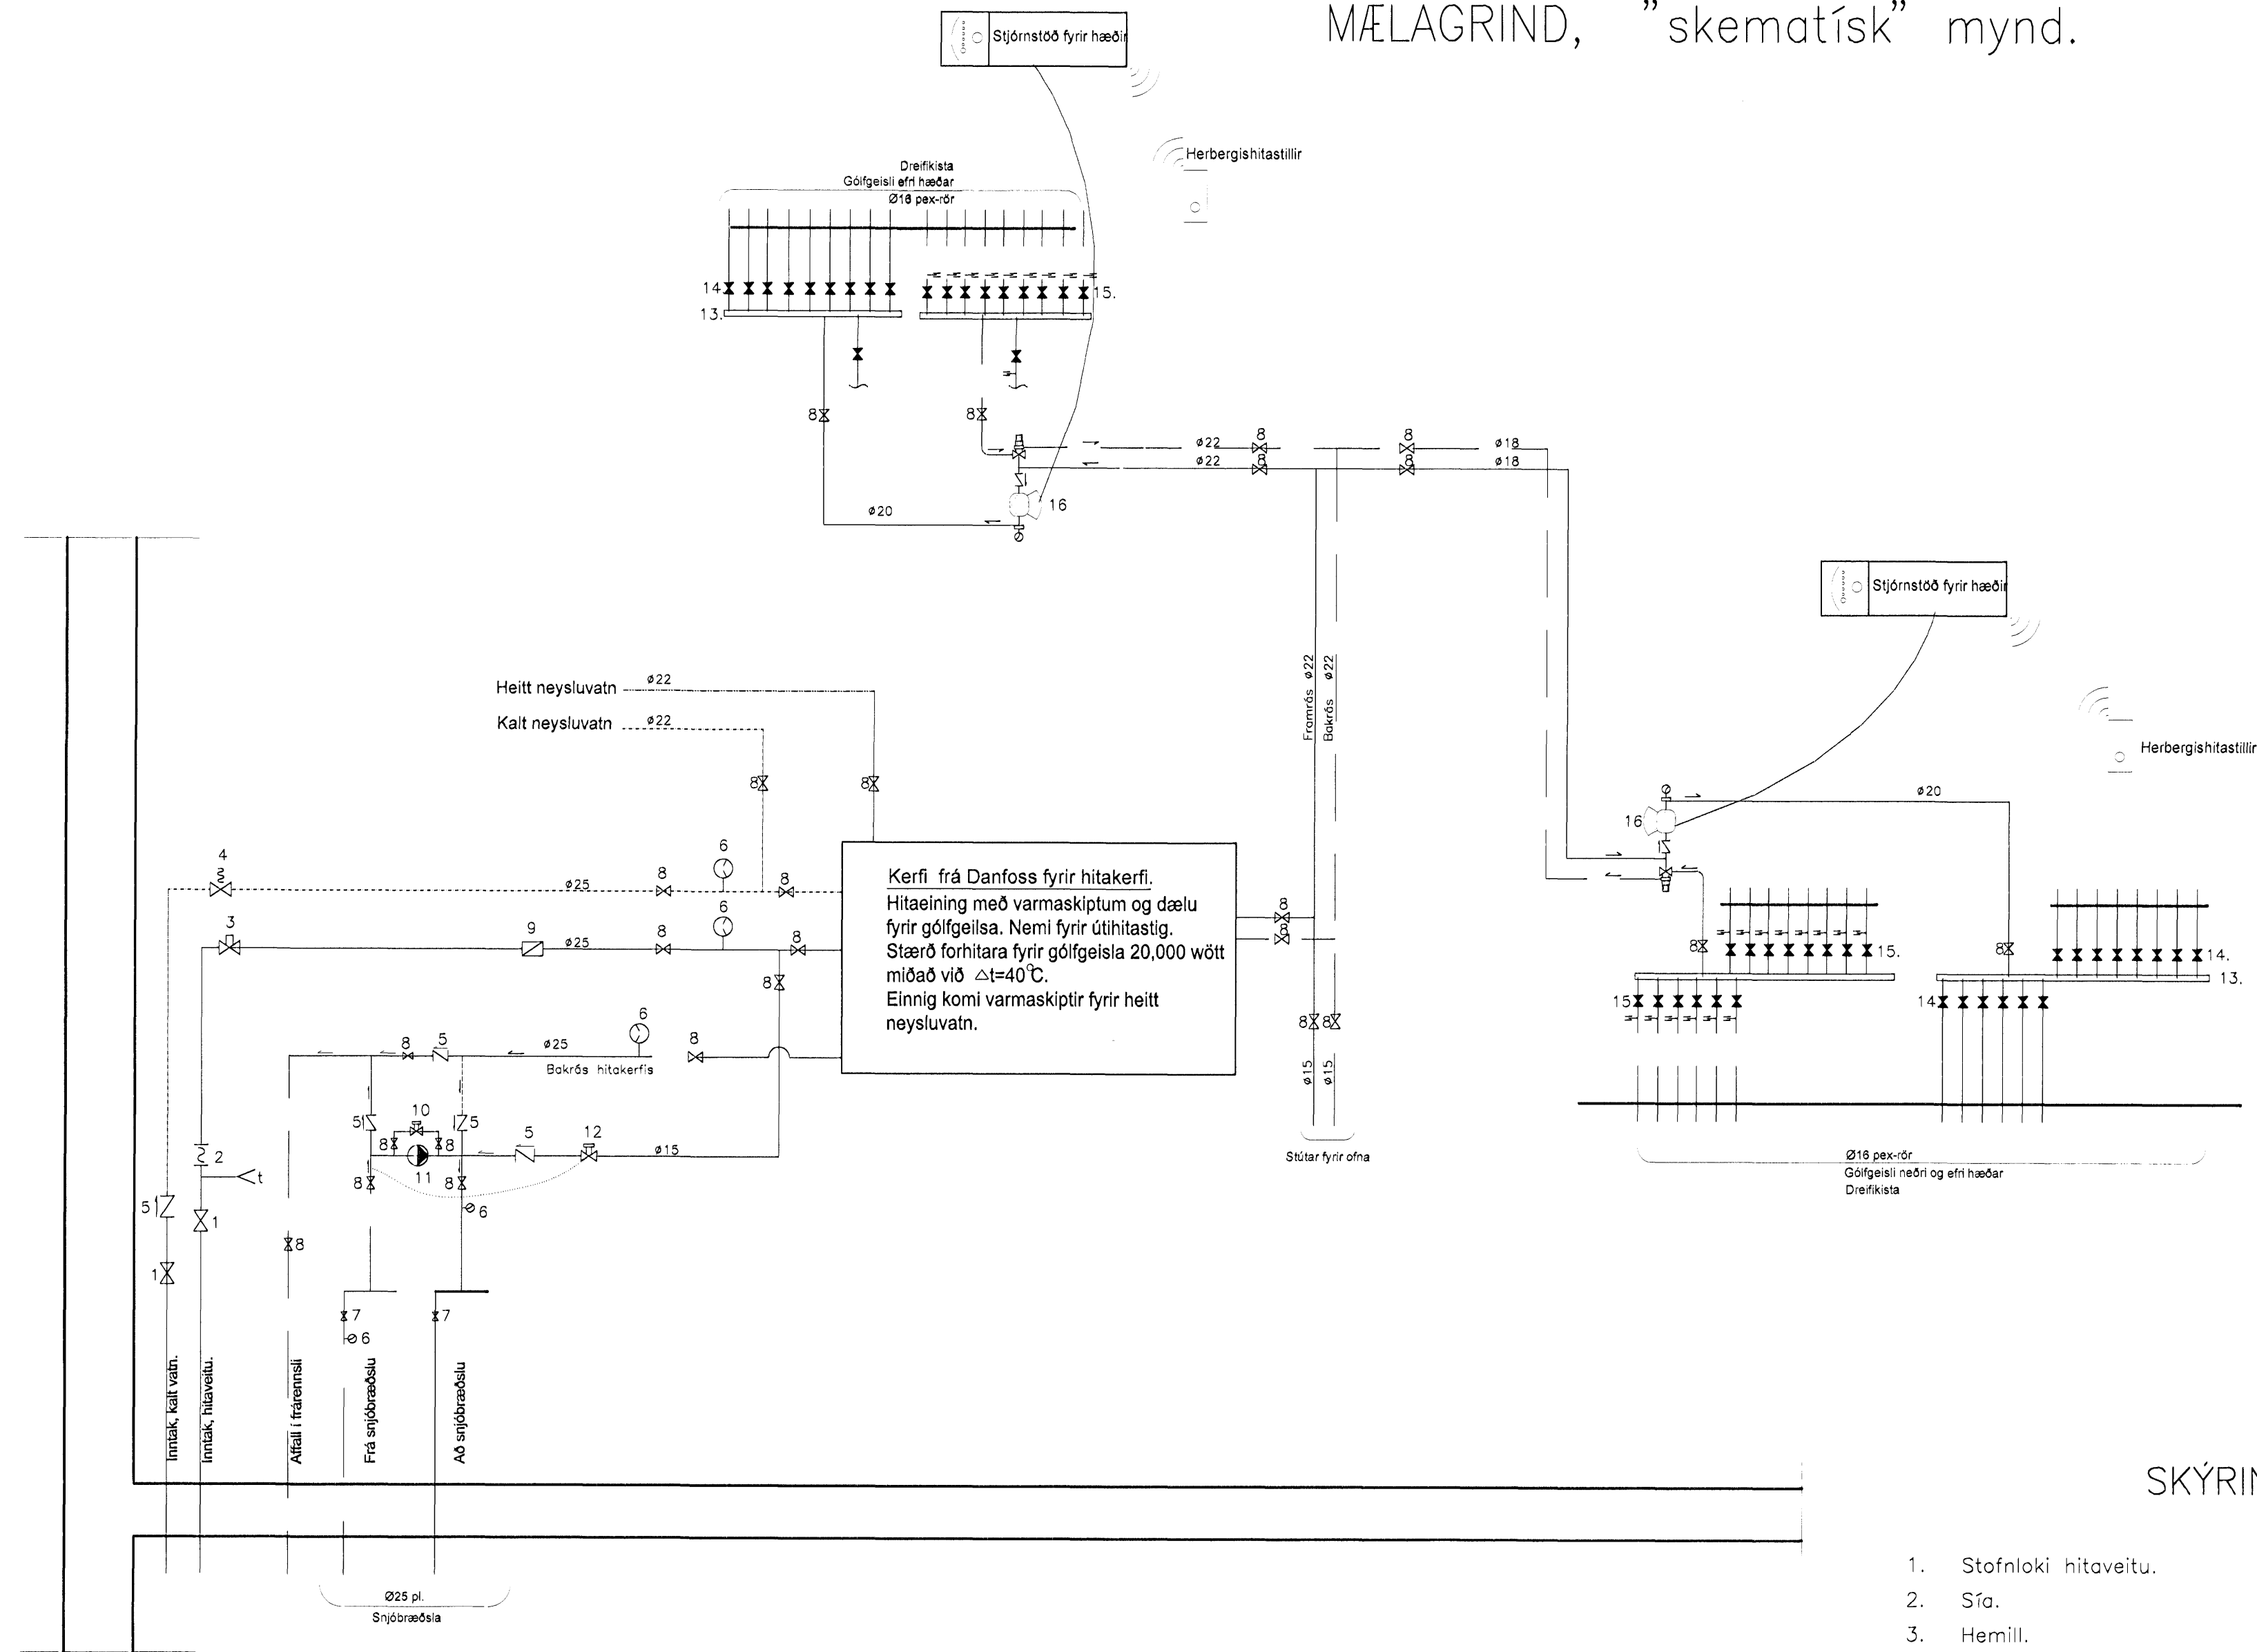 MÆLAGRIND, "skematísk" mynd.
Stjórnstöð fyrir hæðir
Herbergishitastillir
Dreifikista
Gólfgeisli efri hæðar
Ø16 pex-rör
14
13.
15.
8
8
ø22
8
8
ø18
ø22
8
8
ø18
16
ø20
Stjórnstöð fyrir hæðir
Herbergishitastillir
Heitt neysluvatn
ø22
Kalt neysluvatn
ø22
8
8
Framrás ø22
Bakrás ø22
16
ø20
4
ø25
8
6
8
3
9
ø25
8
6
8
8
Kerfi frá Danfoss fyrir hitakerfi.
Hitaeining með varmaskiptum og dælu
fyrir gólfgeilsa. Nemi fyrir útihitastig.
Stærð forhitara fyrir gólfgeisla 20,000 wött
miðað við △t=40°C.
Einnig komi varmaskiptir fyrir heitt
neysluvatn.
8
8
8
8
ø15
ø15
Stútar fyrir ofna
8
15.
8
14.
13.
15
14
Ø16 pex-rör
Gólfgeisli neðri og efri hæðar
Dreifikista
8
5
ø25
6
8
Bakrás hitakerfis
5
10
5
8
8
11
5
12
ø15
8
8
6
2
t
5
1
1
8
7
6
7
Inntak, kalt vatn.
Inntak, hitaveitu.
Affall í frárennsli
Frá snjóbræðslu
Að snjóbræðslu
Ø25 pl.
Snjóbræðsla
SKÝRIN
1. Stofnloki hitaveitu.
2. Sía.
3. Hemill.